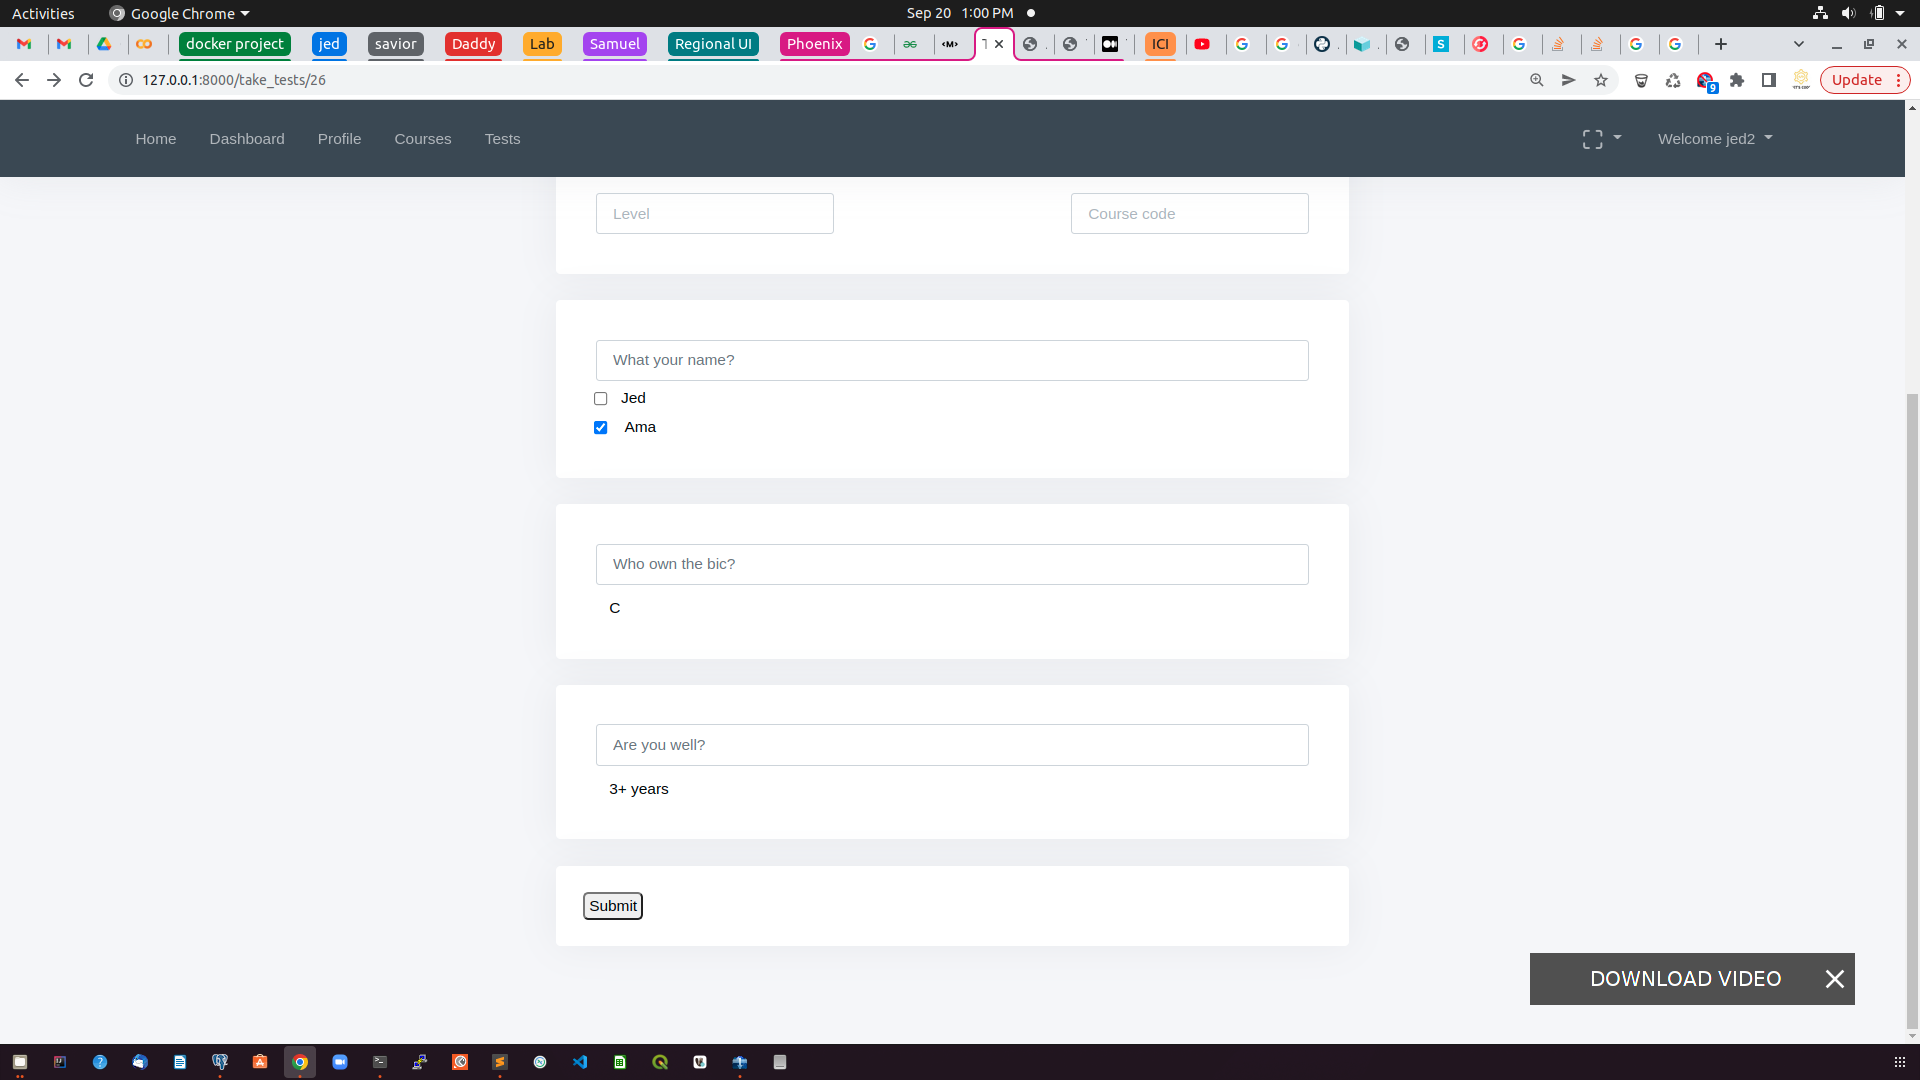 Activities Google Chrome Sep 20 1:00 PM
docker project jed savior Daddy Lab Samuel Regional UI Phoenix <M> ICI S
127.0.0.1:8000/take_tests/26 9 Update
Home Dashboard Profile Courses Tests Welcome jed2
Level Course code
What your name?
Jed
Ama
Who own the bic?
C
Are you well?
3+ years
Submit
DOWNLOAD VIDEO